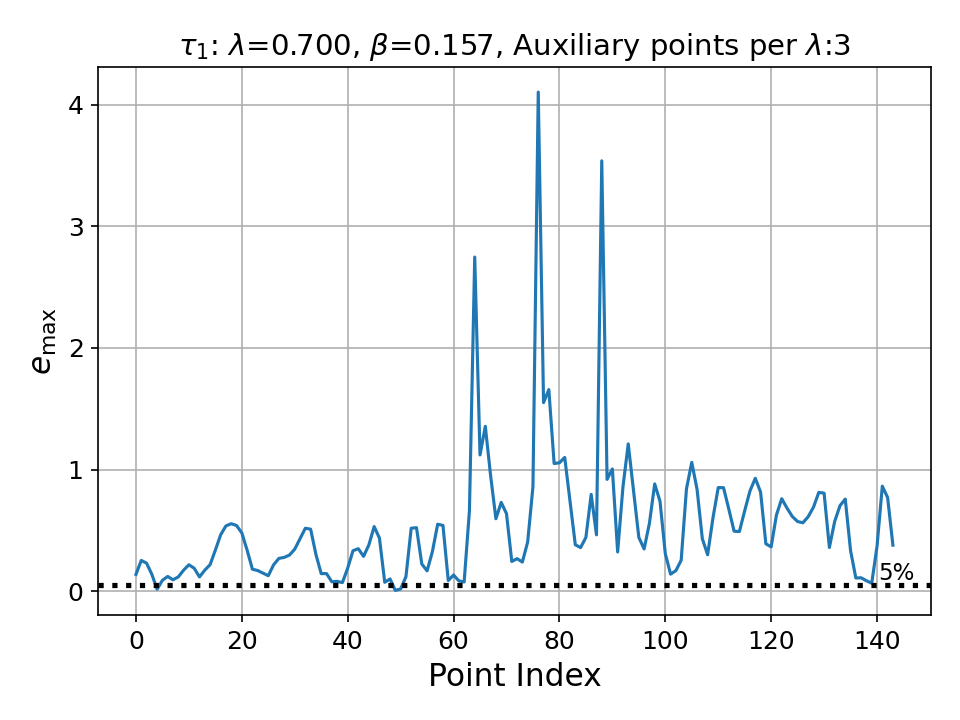 τ₁: λ=0.700, β=0.157, Auxiliary points per λ:3
e_max
4
3
2
1
0
5%
0 20 40 60 80 100 120 140
Point Index